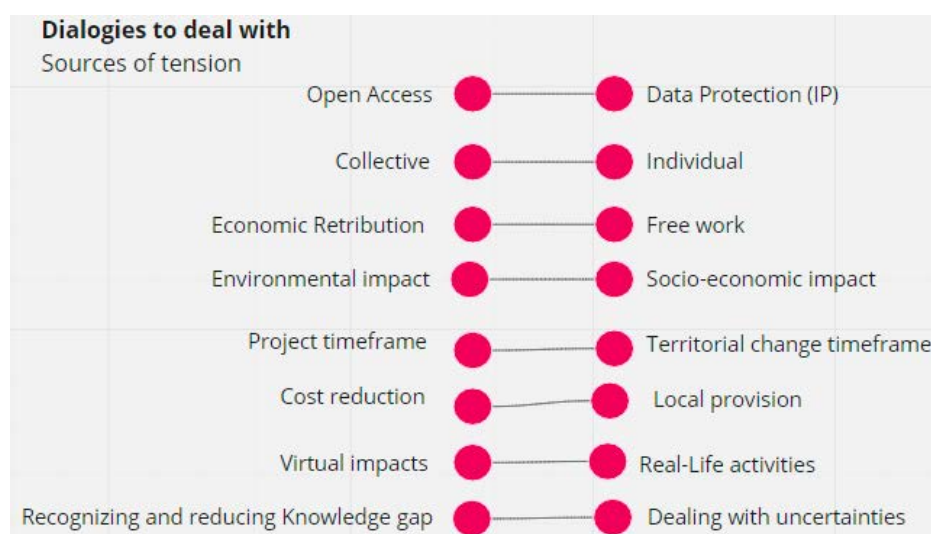 Dialogies to deal with
Sources of tension
Open Access Data Protection (IP)
Collective Individual
Economic Retribution Free work
Environmental impact Socio-economic impact
Project timeframe Territorial change timeframe
Cost reduction Local provision
Virtual impacts Real-Life activities
Recognizing and reducing Knowledge gap Dealing with uncertainties